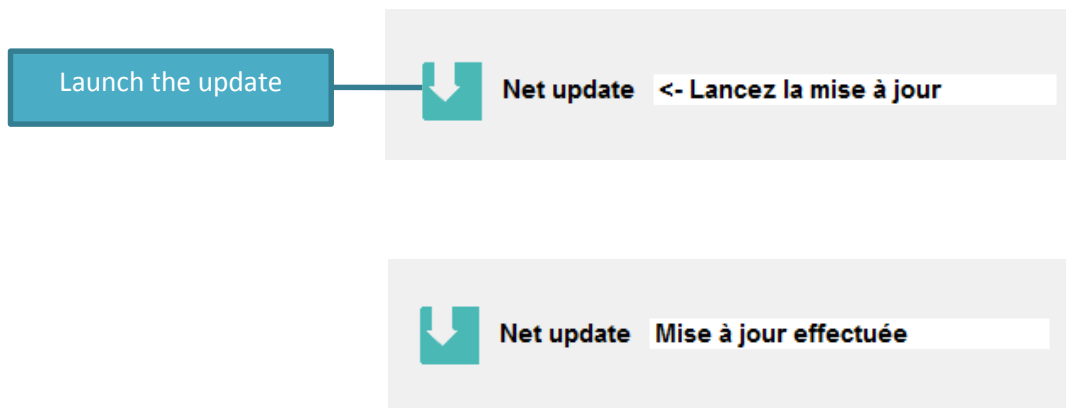 Launch the update
Net update <- Lancez la mise à jour
Net update Mise à jour effectuée